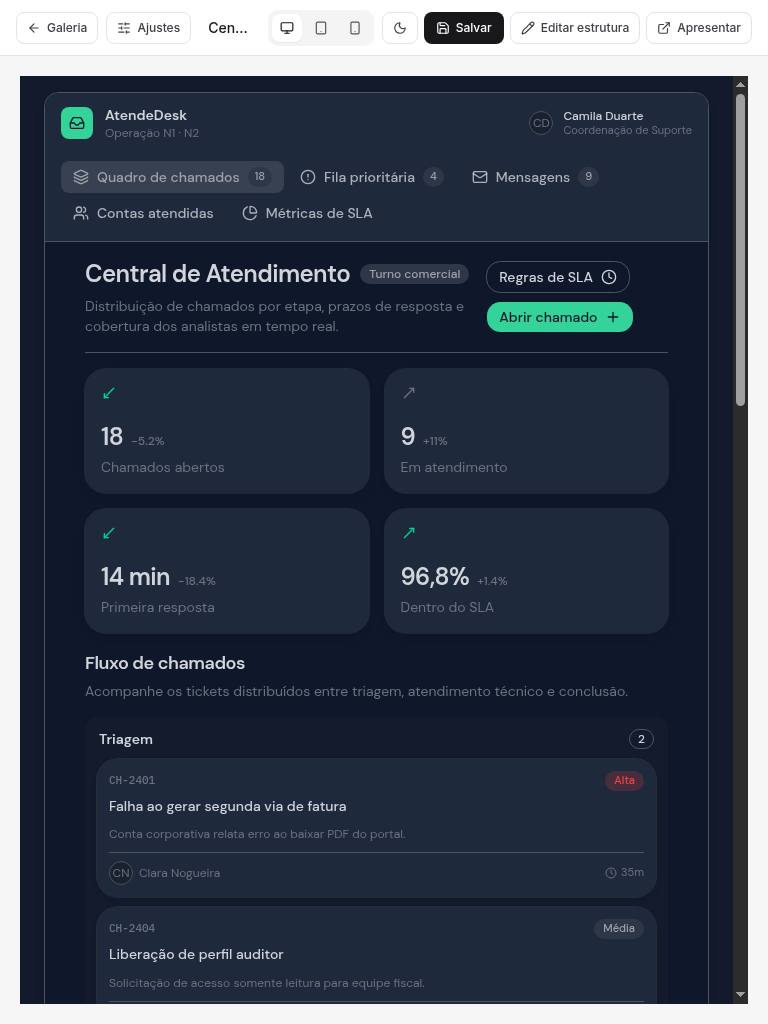 Galeria
Ajustes
Cen...
Salvar
Editar estrutura
Apresentar
AtendeDesk
Operação N1 · N2
CD
Camila Duarte
Coordenação de Suporte
Quadro de chamados 18
Fila prioritária 4
Mensagens 9
Contas atendidas
Métricas de SLA
Central de Atendimento
Turno comercial
Distribuição de chamados por etapa, prazos de resposta e
cobertura dos analistas em tempo real.
Regras de SLA
Abrir chamado
18 -5.2%
Chamados abertos
9 +11%
Em atendimento
14 min -18.4%
Primeira resposta
96,8% +1.4%
Dentro do SLA
Fluxo de chamados
Acompanhe os tickets distribuídos entre triagem, atendimento técnico e conclusão.
Triagem 2
CH-2401 Alta
Falha ao gerar segunda via de fatura
Conta corporativa relata erro ao baixar PDF do portal.
CN Clara Nogueira 35m
CH-2404 Média
Liberação de perfil auditor
Solicitação de acesso somente leitura para equipe fiscal.